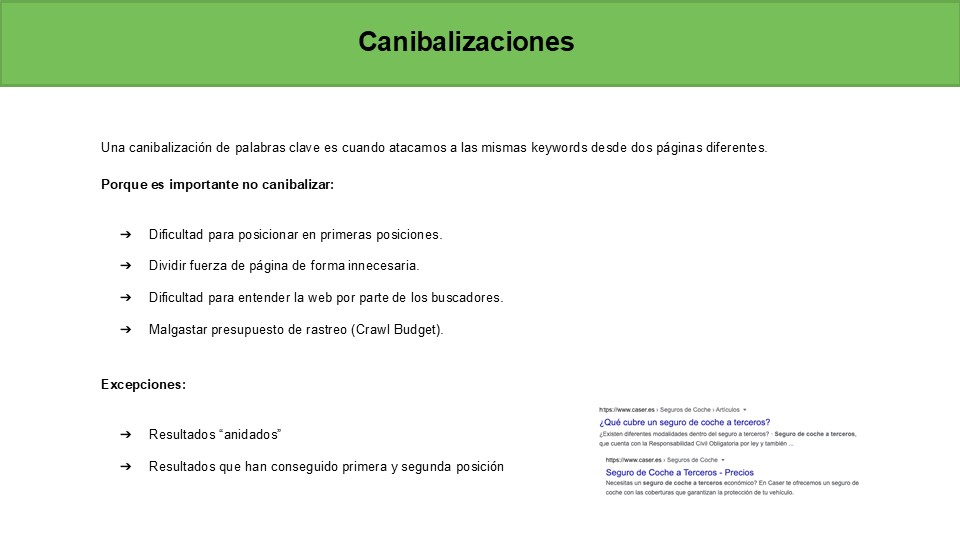 Canibalizaciones
Una canibalización de palabras clave es cuando atacamos a las mismas keywords desde dos páginas diferentes.
Porque es importante no canibalizar:
➔ Dificultad para posicionar en primeras posiciones.
➔ Dividir fuerza de página de forma innecesaria.
➔ Dificultad para entender la web por parte de los buscadores.
➔ Malgastar presupuesto de rastreo (Crawl Budget).
Excepciones:
➔ Resultados “anidados”
➔ Resultados que han conseguido primera y segunda posición
https://www.caser.es › Seguros de Coche › Artículos
¿Qué cubre un seguro de coche a terceros?
¿Existen diferentes modalidades dentro del seguro a terceros? · Seguro de coche a terceros,
que cuenta con la Responsabilidad Civil Obligatoria por ley y también ...
https://www.caser.es › Seguros de Coche
Seguro de Coche a Terceros - Precios
Necesitas un seguro de coche a terceros económico? En Caser te ofrecemos un seguro de
coche con las coberturas que garantizan la protección de tu vehículo.